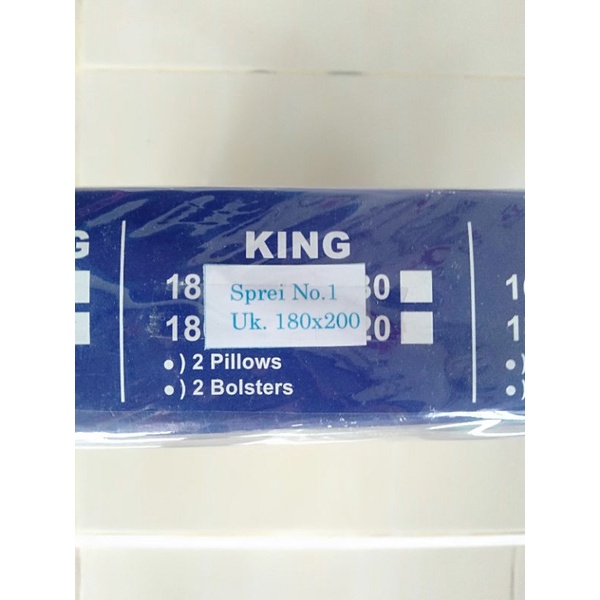 KING
Sprei No.1
Uk. 180x200
•) 2 Pillows
•) 2 Bolsters